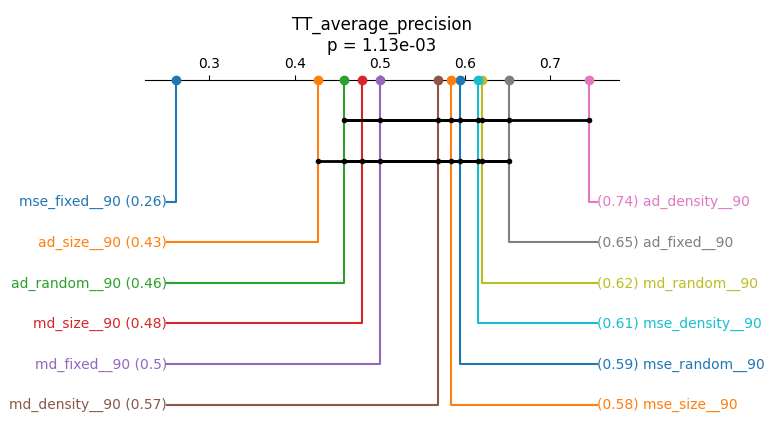 TT_average_precision
p = 1.13e-03
0.3 0.4 0.5 0.6 0.7
mse_fixed__90 (0.26) (0.74) ad_density__90
ad_size__90 (0.43) (0.65) ad_fixed__90
ad_random__90 (0.46) (0.62) md_random__90
md_size__90 (0.48) (0.61) mse_density__90
md_fixed__90 (0.5) (0.59) mse_random__90
md_density__90 (0.57) (0.58) mse_size__90